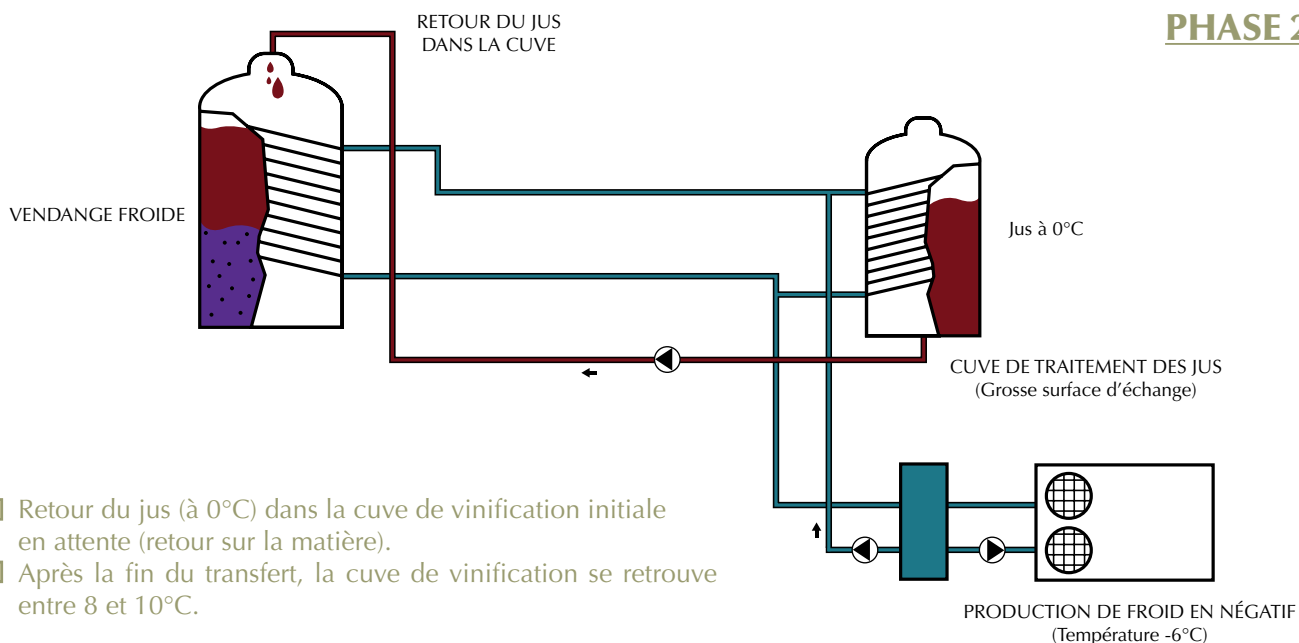 RETOUR DU JUS
DANS LA CUVE
PHASE 2
VENDANGE FROIDE
Jus à 0°C
CUVE DE TRAITEMENT DES JUS
(Grosse surface d'échange)
Retour du jus (à 0°C) dans la cuve de vinification initiale
en attente (retour sur la matière).
Après la fin du transfert, la cuve de vinification se retrouve
entre 8 et 10°C.
PRODUCTION DE FROID EN NÉGATIF
(Température -6°C)